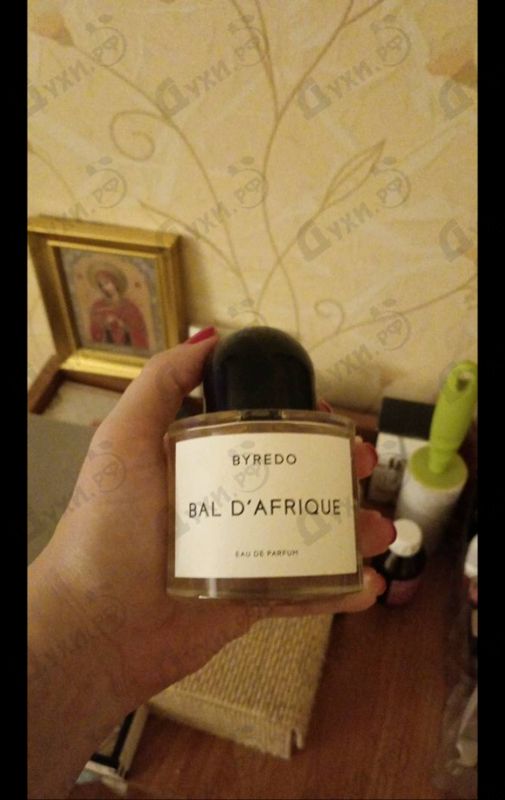 Духи.рф
BYREDO
BAL D'AFRIQUE
EAU DE PARFUM